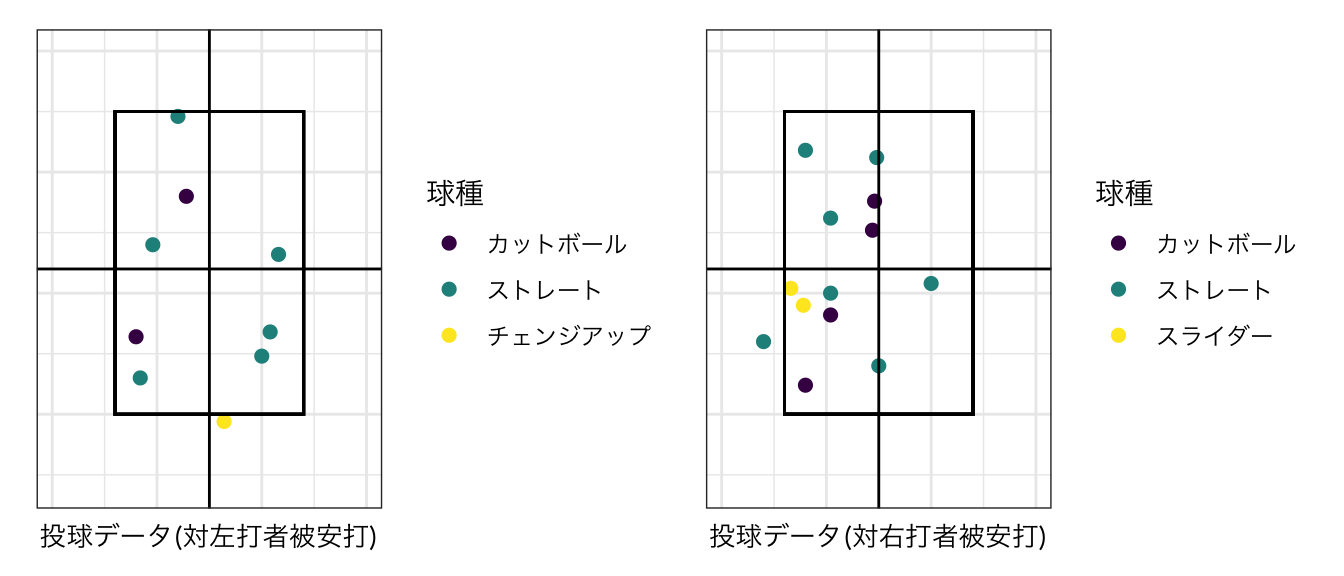 球種
カットボール
ストレート
チェンジアップ
投球データ(対左打者被安打)
球種
カットボール
ストレート
スライダー
投球データ(対右打者被安打)